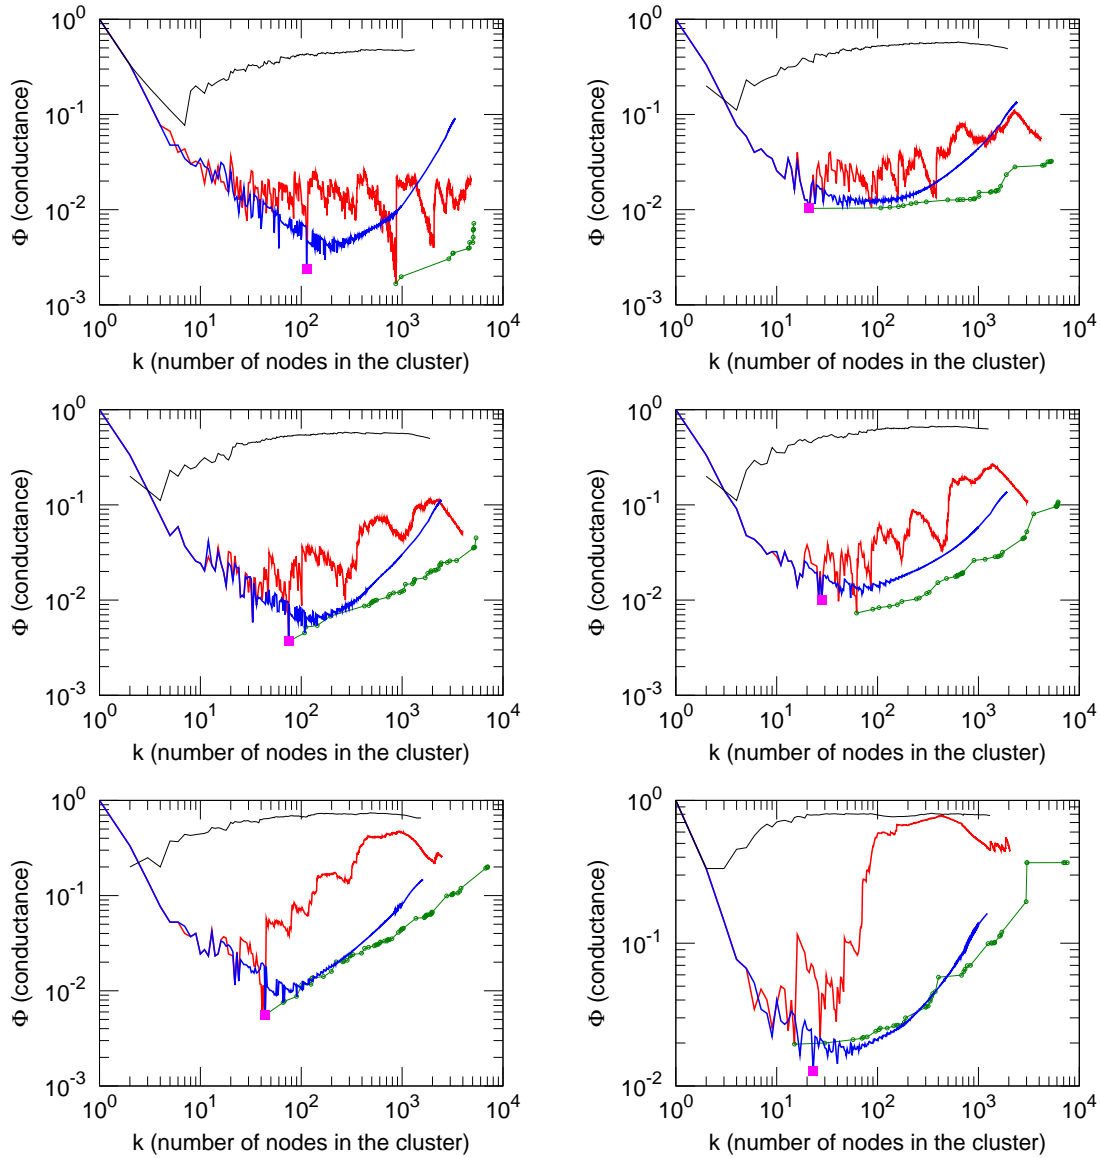 10^0
10^-1
10^-2
10^-3
Φ (conductance)
10^0 10^1 10^2 10^3 10^4
k (number of nodes in the cluster)
10^0
10^-1
10^-2
10^-3
Φ (conductance)
10^0 10^1 10^2 10^3 10^4
k (number of nodes in the cluster)
10^0
10^-1
10^-2
10^-3
Φ (conductance)
10^0 10^1 10^2 10^3 10^4
k (number of nodes in the cluster)
10^0
10^-1
10^-2
10^-3
Φ (conductance)
10^0 10^1 10^2 10^3 10^4
k (number of nodes in the cluster)
10^0
10^-1
10^-2
10^-3
Φ (conductance)
10^0 10^1 10^2 10^3 10^4
k (number of nodes in the cluster)
10^0
10^-1
10^-2
Φ (conductance)
10^0 10^1 10^2 10^3 10^4
k (number of nodes in the cluster)